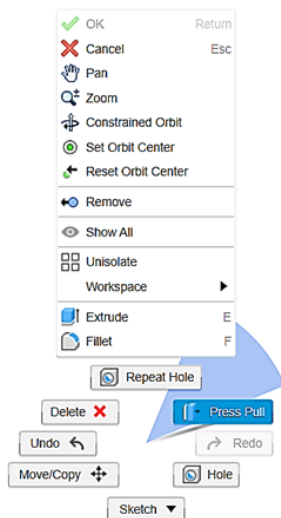 OK Return
Cancel Esc
Pan
Zoom
Constrained Orbit
Set Orbit Center
Reset Orbit Center
Remove
Show All
Unisolate
Workspace
Extrude E
Fillet F
Repeat Hole
Delete Press Pull
Undo Redo
Move/Copy Hole
Sketch